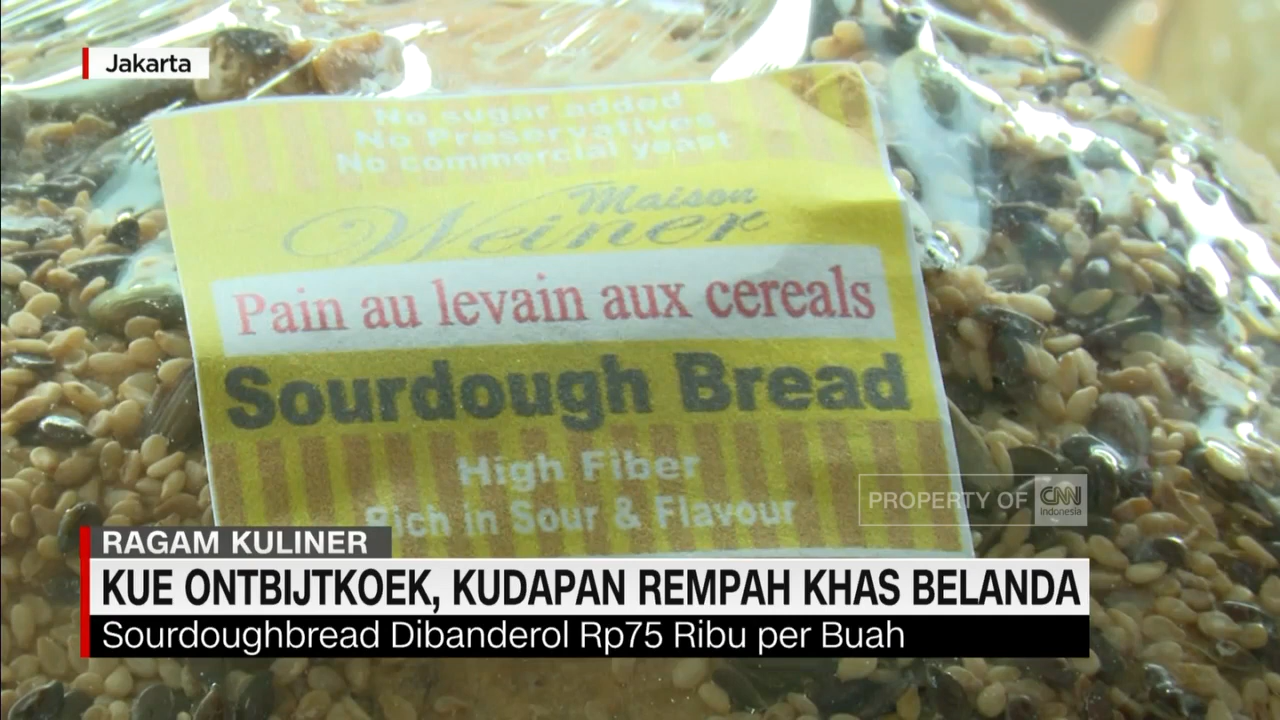 Jakarta
No sugar added
No Preservatives
No commercial yeast
Maison
Weiner
Pain au levain aux cereals
Sourdough Bread
High Fiber
Rich in Sour & Flavour
PROPERTY OF CNN Indonesia
RAGAM KULINER
KUE ONTBIJTKOEK, KUDAPAN REMPAH KHAS BELANDA
Sourdoughbread Dibanderol Rp75 Ribu per Buah